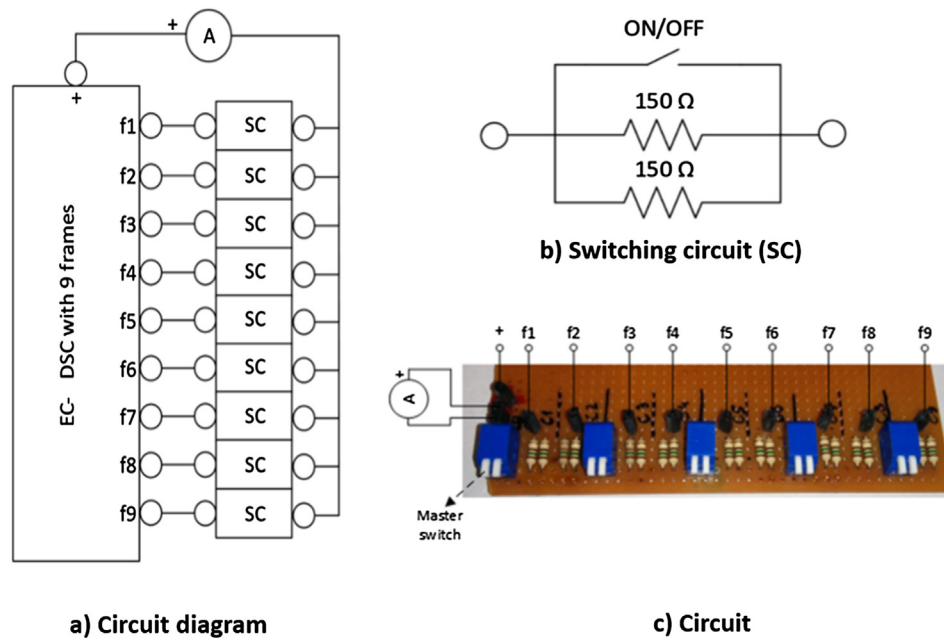 A
+
+
EC- DSC with 9 frames
f1
SC
f2
SC
f3
SC
f4
SC
f5
SC
f6
SC
f7
SC
f8
SC
f9
SC
a) Circuit diagram
ON/OFF
150 Ω
150 Ω
b) Switching circuit (SC)
+ f1 f2 f3 f4 f5 f6 f7 f8 f9
+
A
Master
switch
c) Circuit